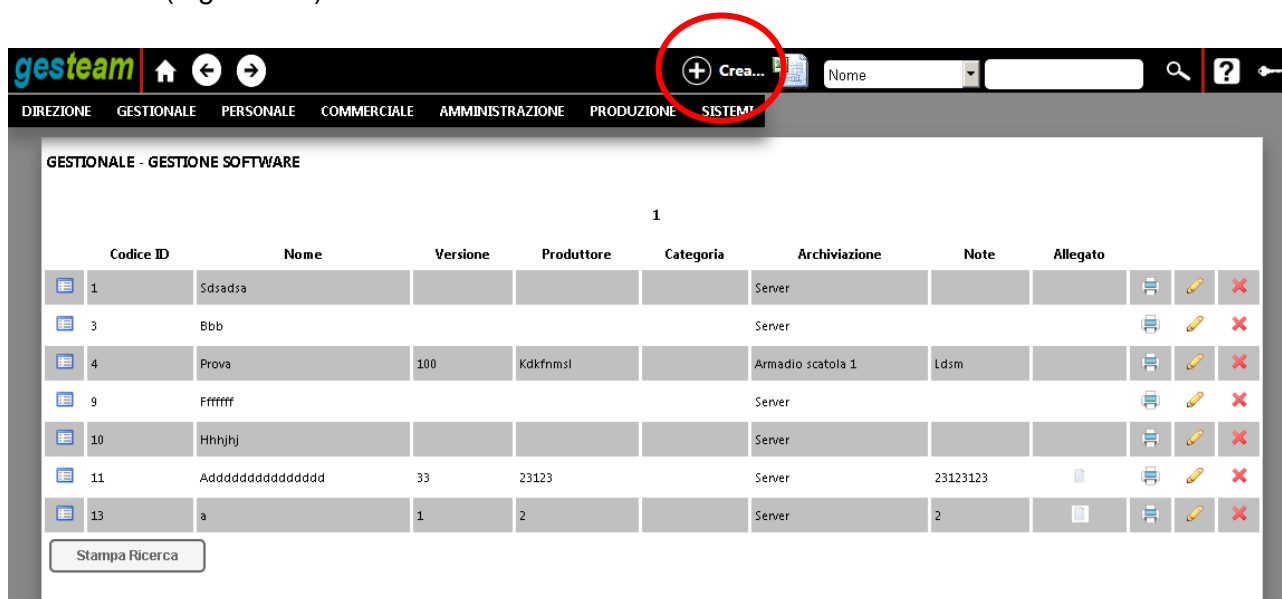 gesteam Crea... Nome ?
DIREZIONE GESTIONALE PERSONALE COMMERCIALE AMMINISTRAZIONE PRODUZIONE SISTEMI
GESTIONALE - GESTIONE SOFTWARE
1
Codice ID Nome Versione Produttore Categoria Archiviazione Note Allegato
1 Sdsadsa Server
3 Bbb Server
4 Prova 100 Kdkfnmsl Armadio scatola 1 Ldsm
9 Fffffff Server
10 Hhhjhj Server
11 Addddddddddddddd 33 23123 Server 23123123
13 a 1 2 Server 2
Stampa Ricerca